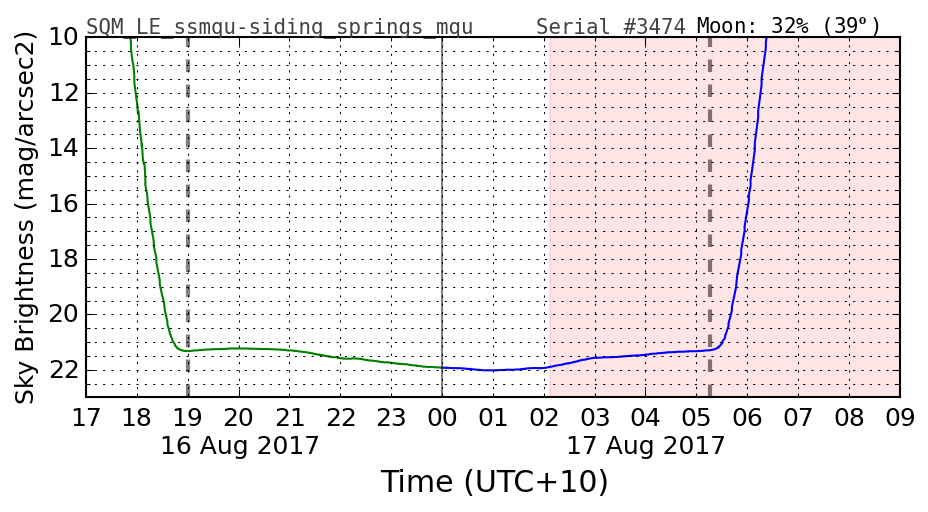 SQM_LE_ssmqu-siding_springs_mqu Serial #3474 Moon: 32% (39°)
Sky Brightness (mag/arcsec2)
10
12
14
16
18
20
22
17 18 19 20 21 22 23 00 01 02 03 04 05 06 07 08 09
16 Aug 2017 17 Aug 2017
Time (UTC+10)